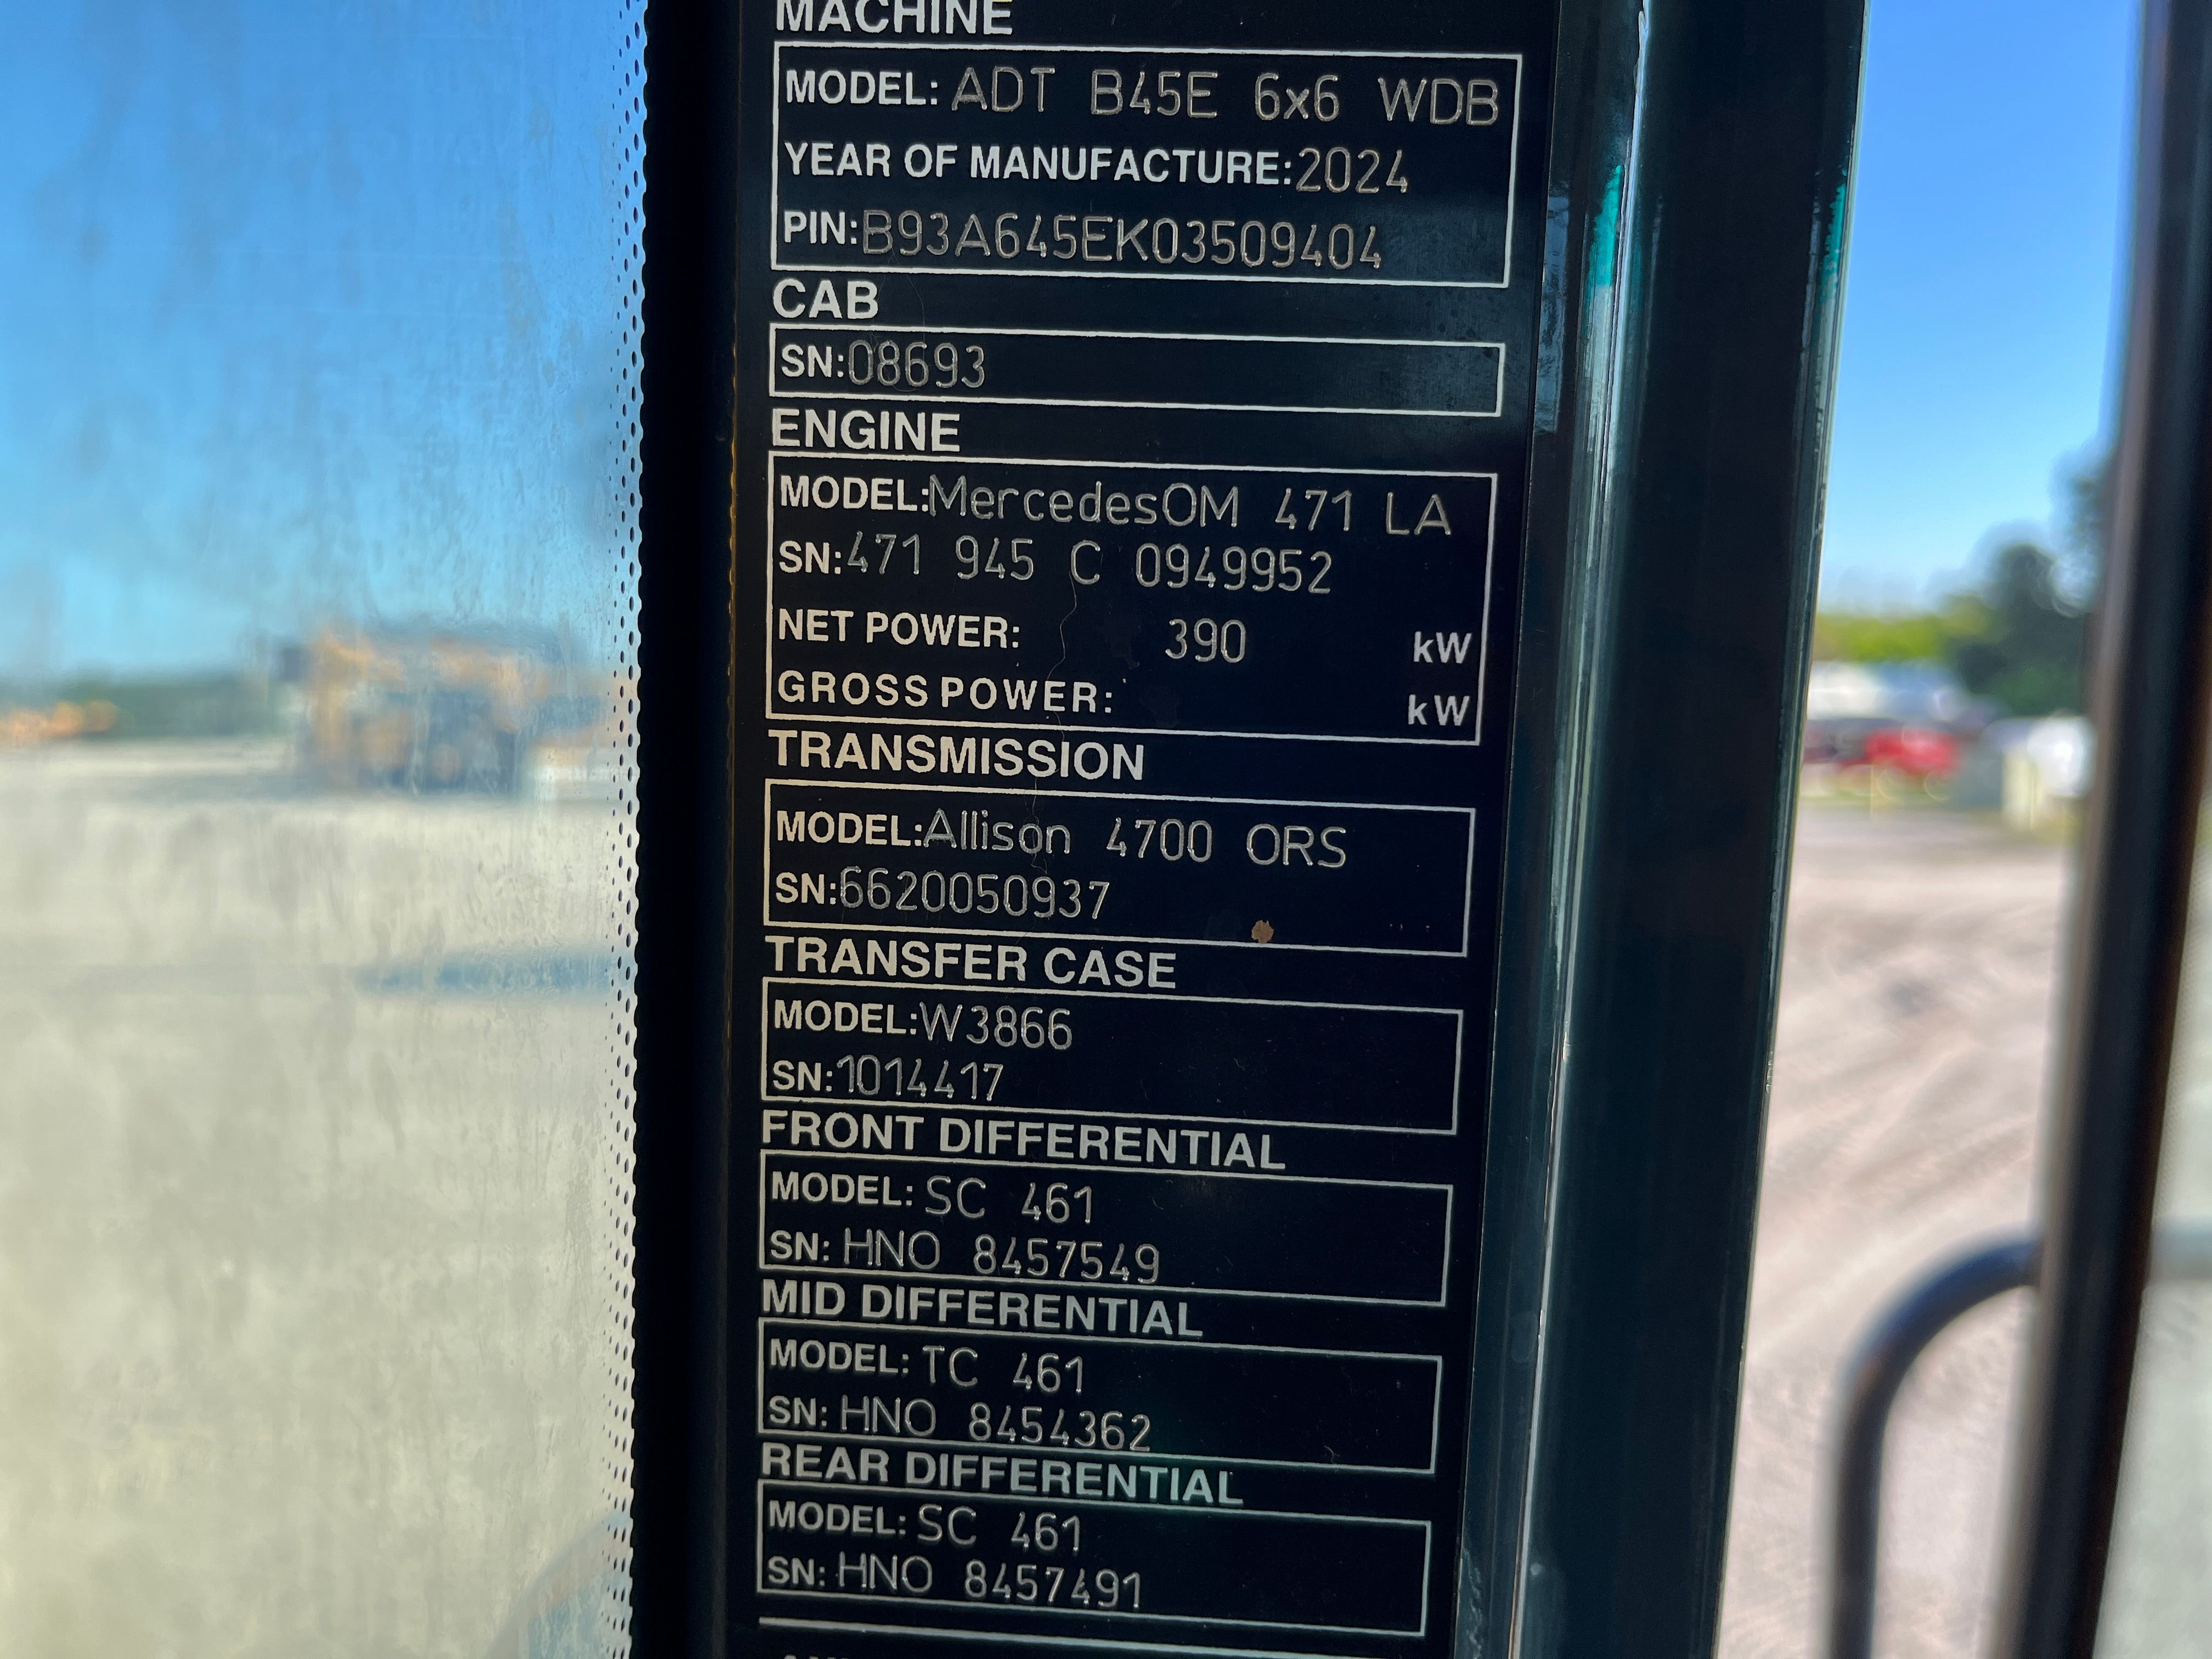 MACHINE
MODEL: ADT B45E 6x6 WDB
YEAR OF MANUFACTURE: 2024
PIN: B93A645EK03509404
CAB
SN: 08693
ENGINE
MODEL: MercedesOM 471 LA
SN: 471 945 C 0949952
NET POWER: 390 kW
GROSS POWER: kW
TRANSMISSION
MODEL: Allison 4700 ORS
SN: 6620050937
TRANSFER CASE
MODEL: W3866
SN: 1014417
FRONT DIFFERENTIAL
MODEL: SC 461
SN: HNO 8457549
MID DIFFERENTIAL
MODEL: TC 461
SN: HNO 8454362
REAR DIFFERENTIAL
MODEL: SC 461
SN: HNO 8457491